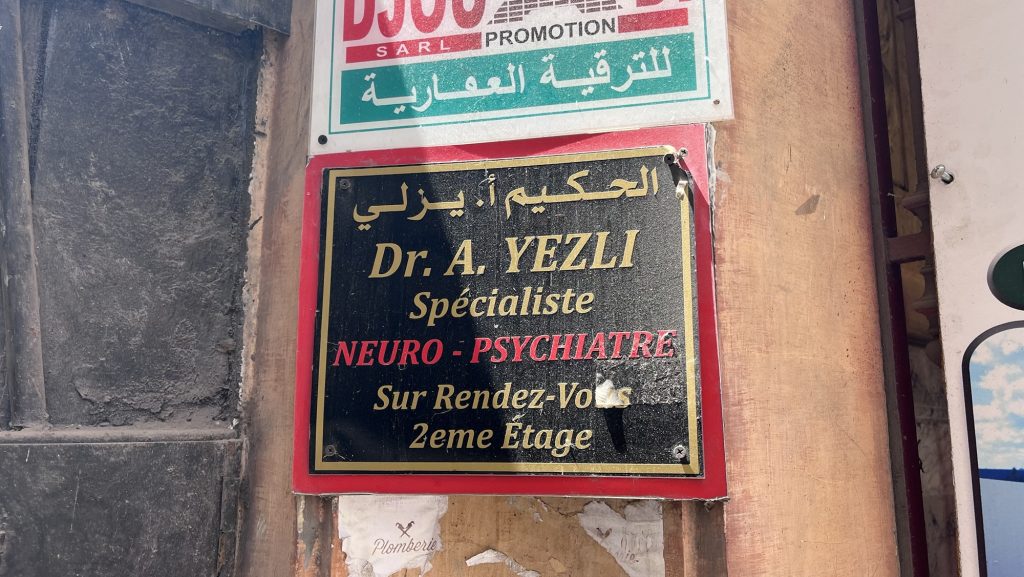 SARL PROMOTION
للترقية العقارية
الحكيم أ. يزلي
Dr. A. YEZLI
Spécialiste
NEURO - PSYCHIATRE
Sur Rendez-Vous
2eme Étage
Plomberie